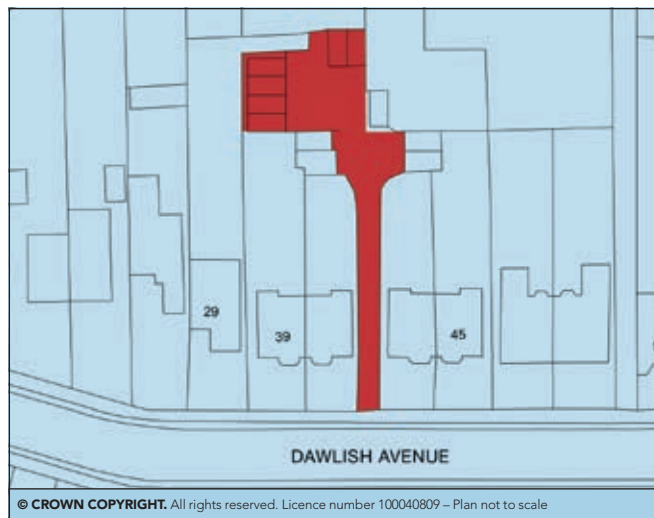 29
39
45
DAWLISH AVENUE
© CROWN COPYRIGHT. All rights reserved. Licence number 100040809 – Plan not to scale